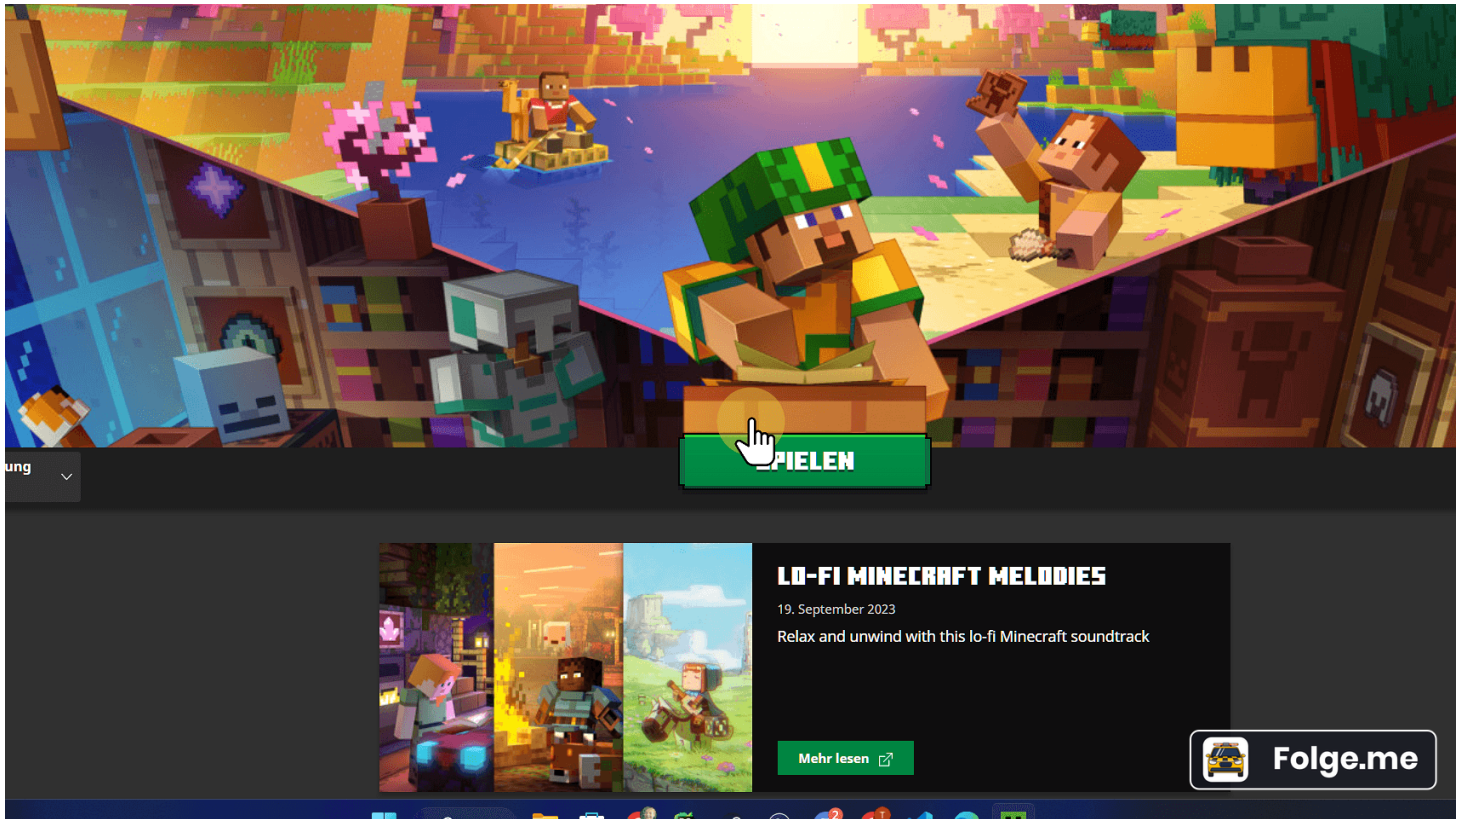 ung
SPIELEN
LO-FI MINECRAFT MELODIES
19. September 2023
Relax and unwind with this lo-fi Minecraft soundtrack
Mehr lesen
Folge.me
2